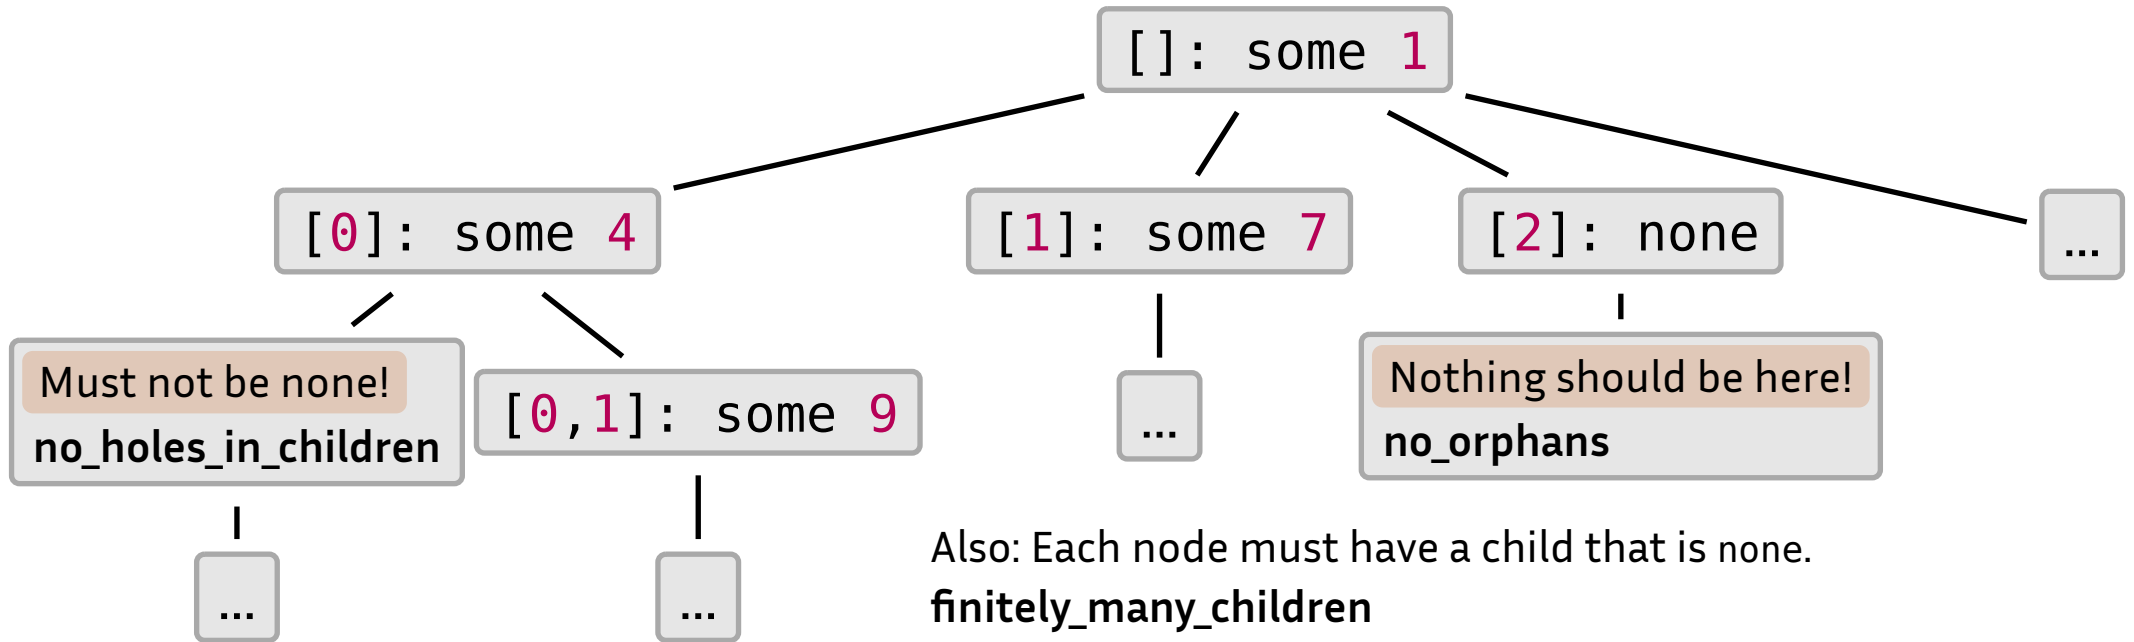 []: some 1
[0]: some 4
[1]: some 7
[2]: none
...
Must not be none!
no_holes_in_children
[0,1]: some 9
...
Nothing should be here!
no_orphans
...
...
Also: Each node must have a child that is none.
finitely_many_children